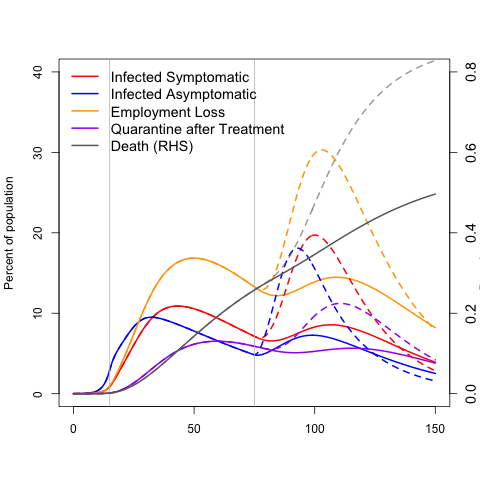 Infected Symptomatic
Infected Asymptomatic
Employment Loss
Quarantine after Treatment
Death (RHS)
Percent of population
40
30
20
10
0
0.8
0.6
0.4
0.2
0.0
0 50 100 150